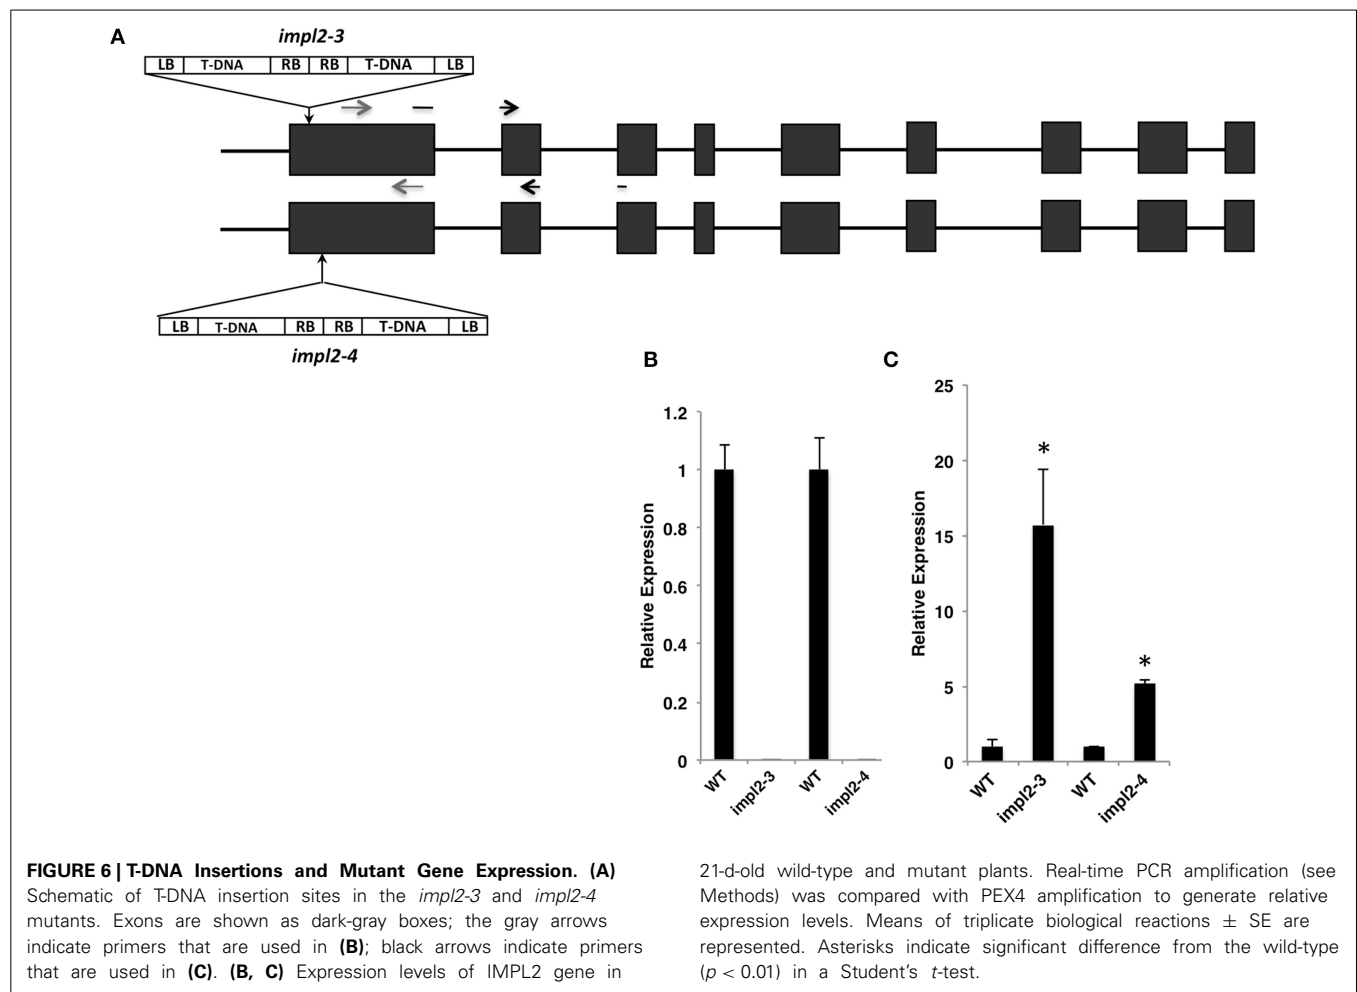 A
impl2-3
LB T-DNA RB RB T-DNA LB
LB T-DNA RB RB T-DNA LB
impl2-4
B
Relative Expression
1.2
1
0.8
0.6
0.4
0.2
0
WT impl2-3 WT impl2-4
C
Relative Expression
25
20
15
10
5
0
*
*
WT impl2-3 WT impl2-4
FIGURE 6 | T-DNA Insertions and Mutant Gene Expression. (A)
Schematic of T-DNA insertion sites in the impl2-3 and impl2-4
mutants. Exons are shown as dark-gray boxes; the gray arrows
indicate primers that are used in (B); black arrows indicate primers
that are used in (C). (B, C) Expression levels of IMPL2 gene in
21-d-old wild-type and mutant plants. Real-time PCR amplification (see
Methods) was compared with PEX4 amplification to generate relative
expression levels. Means of triplicate biological reactions ± SE are
represented. Asterisks indicate significant difference from the wild-type
(p < 0.01) in a Student's t-test.